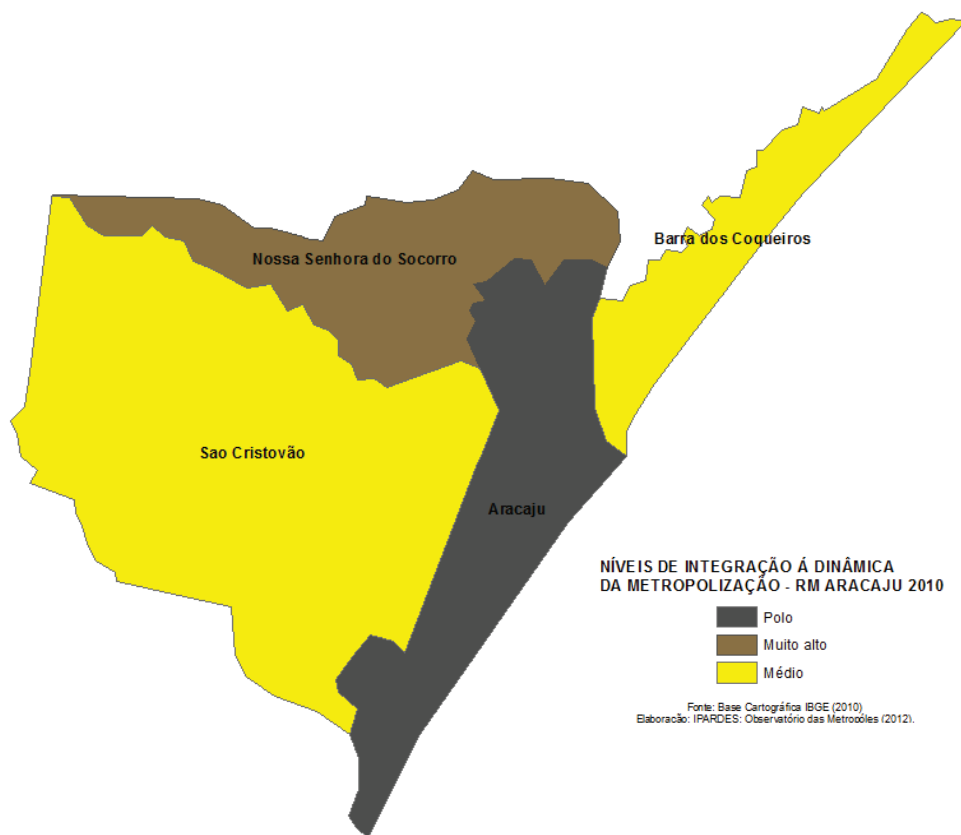 Barra dos Coqueiros
Nossa Senhora do Socorro
Sao Cristovão
Aracaju
NÍVEIS DE INTEGRAÇÃO Á DINÂMICA
DA METROPOLIZAÇÃO - RM ARACAJU 2010
Polo
Muito alto
Médio
Fonte: Base Cartográfica IBGE (2010)
Elaboração: IPARDES: Observatório das Metropóles (2012).